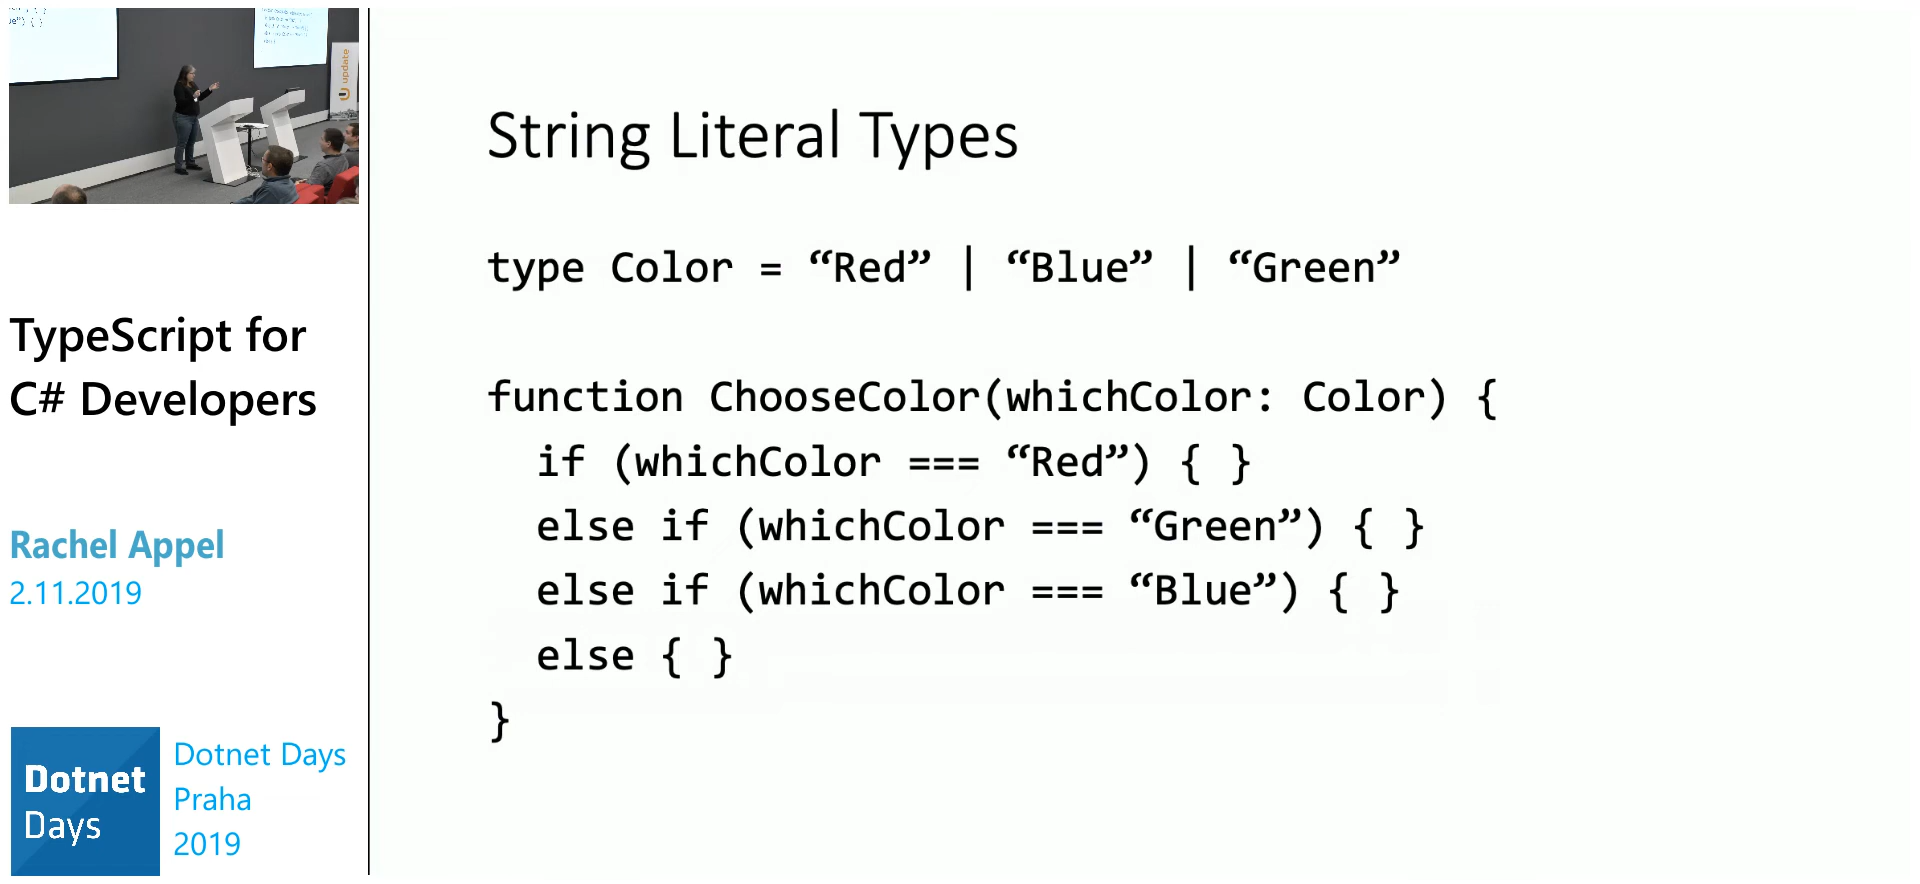 update
TypeScript for
C# Developers
Rachel Appel
2.11.2019
Dotnet
Days
Dotnet Days
Praha
2019
String Literal Types
type Color = “Red” | “Blue” | “Green”
function ChooseColor(whichColor: Color) {
if (whichColor === “Red”) { }
else if (whichColor === “Green”) { }
else if (whichColor === “Blue”) { }
else { }
}